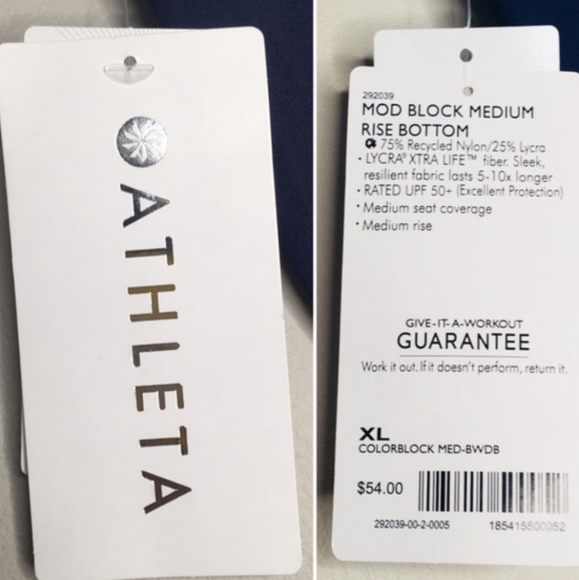 ATHLETA
292039
MOD BLOCK MEDIUM
RISE BOTTOM
75% Recycled Nylon/25% Lycra
• LYCRA® XTRA LIFE™ fiber. Sleek,
resilient fabric lasts 5-10x longer
• RATED UPF 50+ (Excellent Protection)
• Medium seat coverage
• Medium rise
GIVE-IT-A-WORKOUT
GUARANTEE
Work it out. If it doesn't perform, return it.
XL
COLORBLOCK MED-BWDB
$54.00
292039-00-2-0005
185415500052